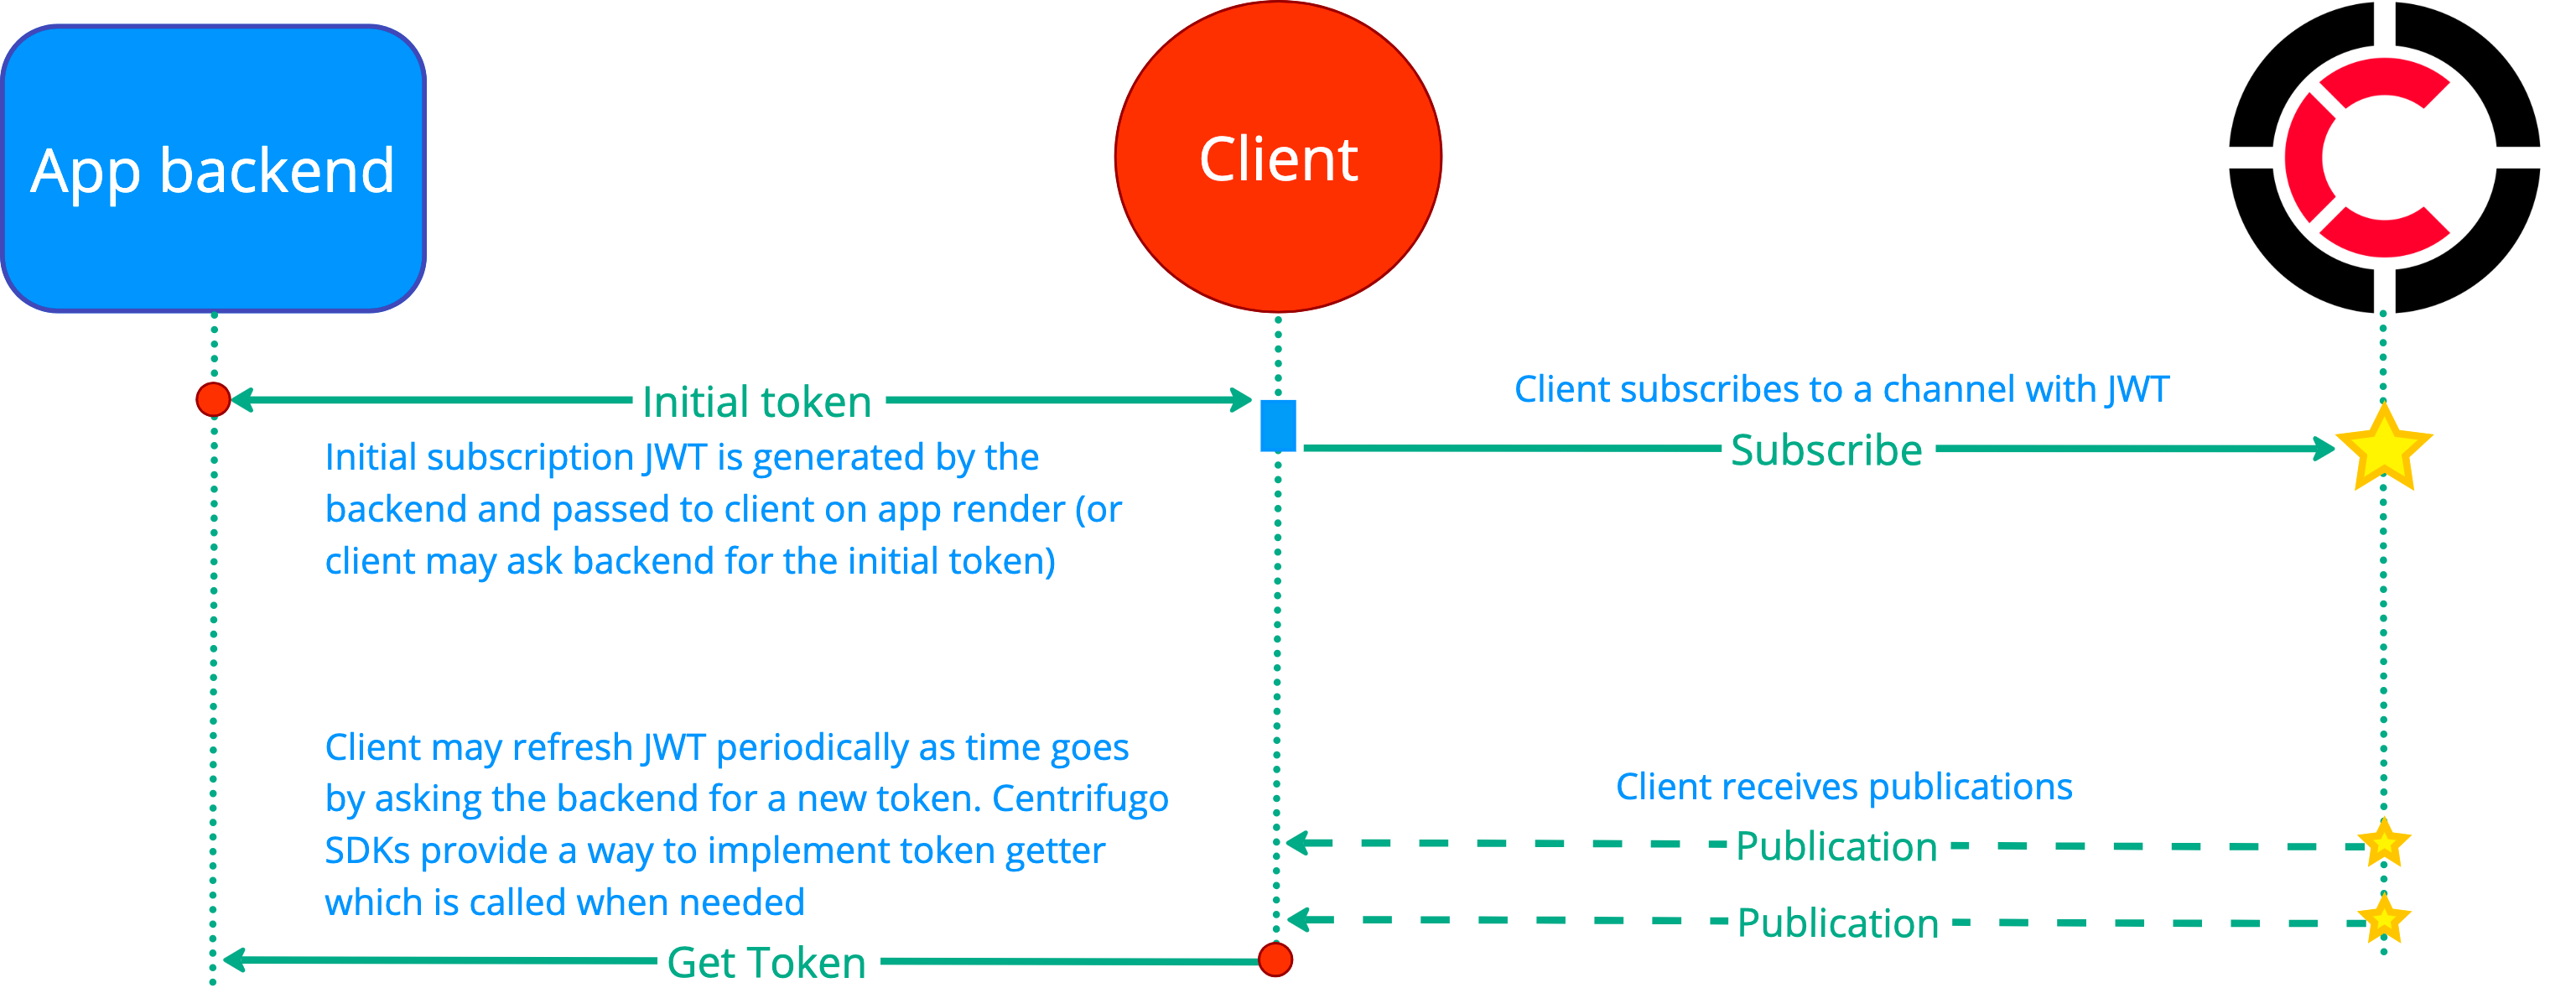 App backend
Client
Initial token
Initial subscription JWT is generated by the
backend and passed to client on app render (or
client may ask backend for the initial token)
Client subscribes to a channel with JWT
Subscribe
Client may refresh JWT periodically as time goes
by asking the backend for a new token. Centrifugo
SDKs provide a way to implement token getter
which is called when needed
Client receives publications
Publication
Publication
Get Token